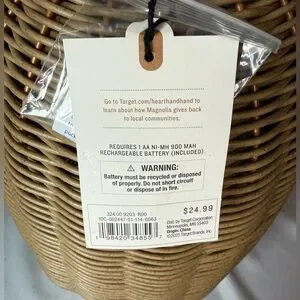 Go to Target.com/hearthandhand to
learn about how Magnolia gives back
to local communities.
REQUIRES 1 AA NI-MH 900 MAH
RECHARGEABLE BATTERY (INCLUDED).
⚠ WARNING:
Battery must be recycled or disposed
of properly. Do not short circuit
or dispose of in fire.
324 00 9203 R00
$24.99
Dist. by Target Corporation
Minneapolis, MN 55403
Origin: China
Target Brands, Inc.